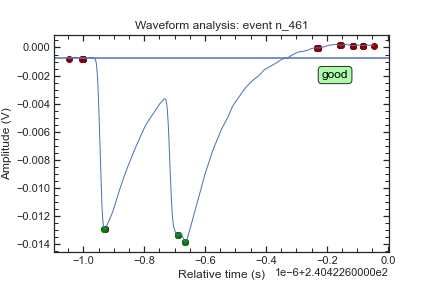 Waveform analysis: event n_461
Amplitude (V)
0.000
−0.002
−0.004
−0.006
−0.008
−0.010
−0.012
−0.014
good
−1.0
−0.8
−0.6
−0.4
−0.2
0.0
Relative time (s)
1e−6+2.4042260000e2